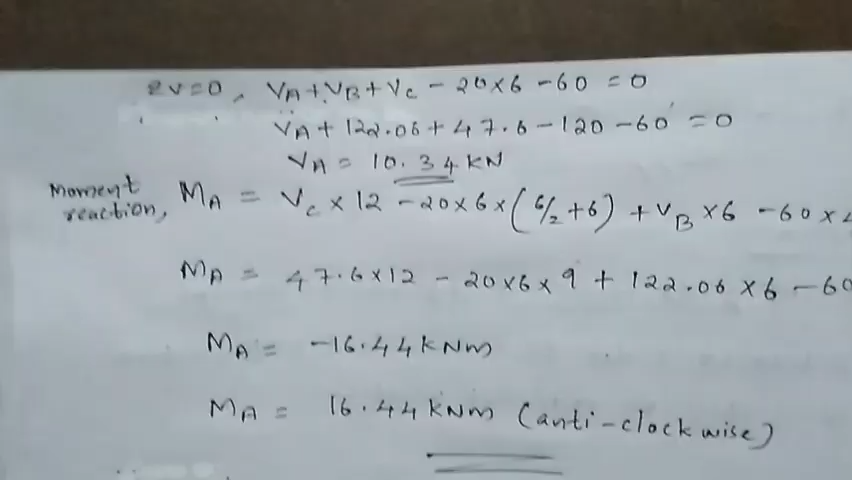 ΣV=0, VA+VB+Vc - 20×6 - 60 = 0
VA + 122.06 + 47.6 - 120 - 60 = 0
VA = 10.34 kN
Moment reaction, MA = Vc × 12 - 20×6×(6/2+6) + VB × 6 - 60×4
MA = 47.6×12 - 20×6×9 + 122.06×6 - 60
MA = -16.44 kNm
MA = 16.44 kNm (anti-clockwise)